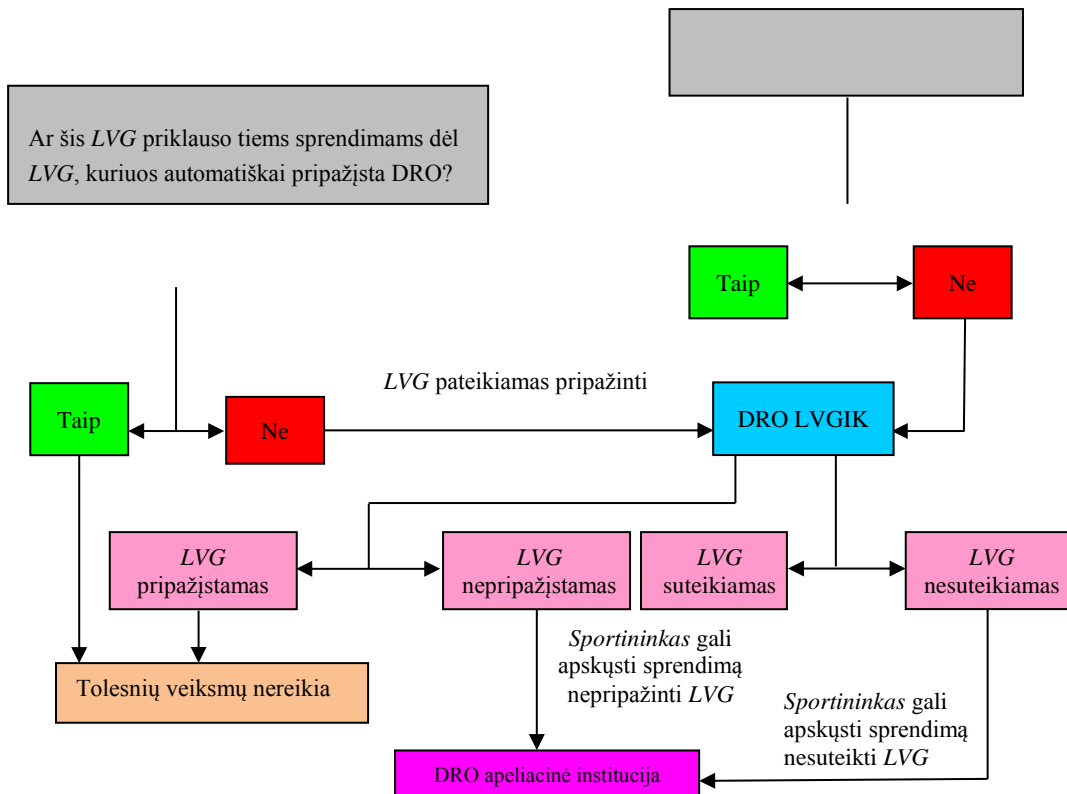 Ar šis LVG priklauso tiems sprendimams dėl
LVG, kuriuos automatiškai pripažįsta DRO?
Taip
Ne
LVG pateikiamas pripažinti
Taip
Ne
DRO LVGIK
LVG
pripažįstamas
LVG
nepripažįstamas
LVG
suteikiamas
LVG
nesuteikiamas
Sportininkas gali
apskųsti sprendimą
nepripažinti LVG
Tolesnių veiksmų nereikia
Sportininkas gali
apskųsti sprendimą
nesuteikti LVG
DRO apeliacinė institucija